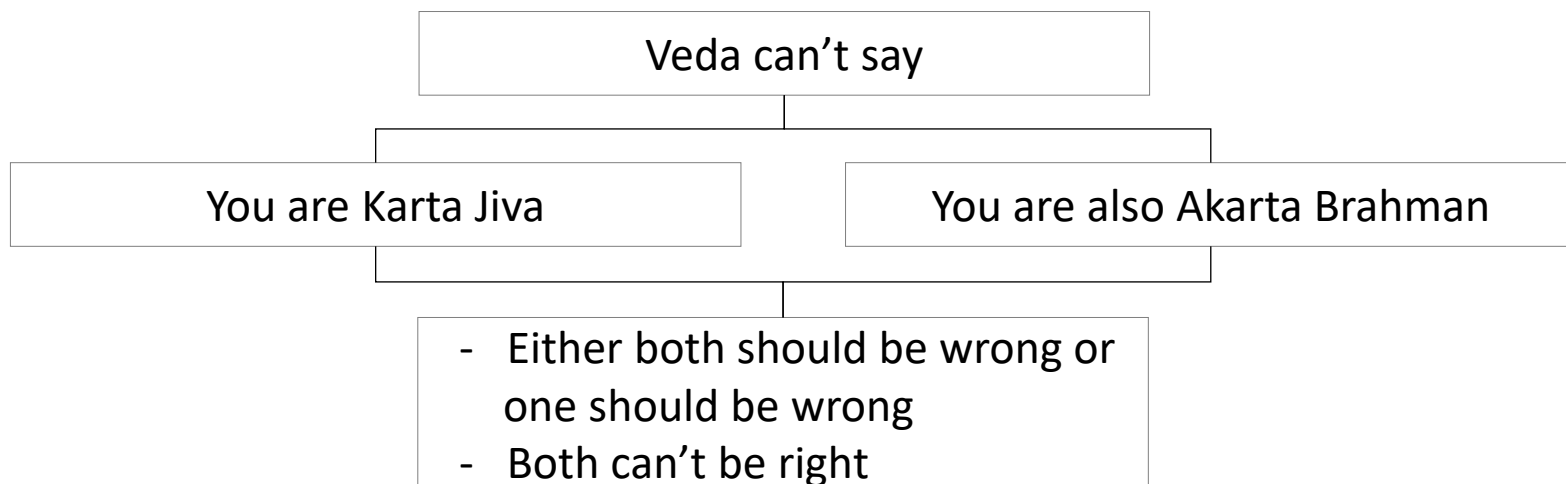 Veda can’t say
You are Karta Jiva
You are also Akarta Brahman
- Either both should be wrong or
one should be wrong
- Both can’t be right